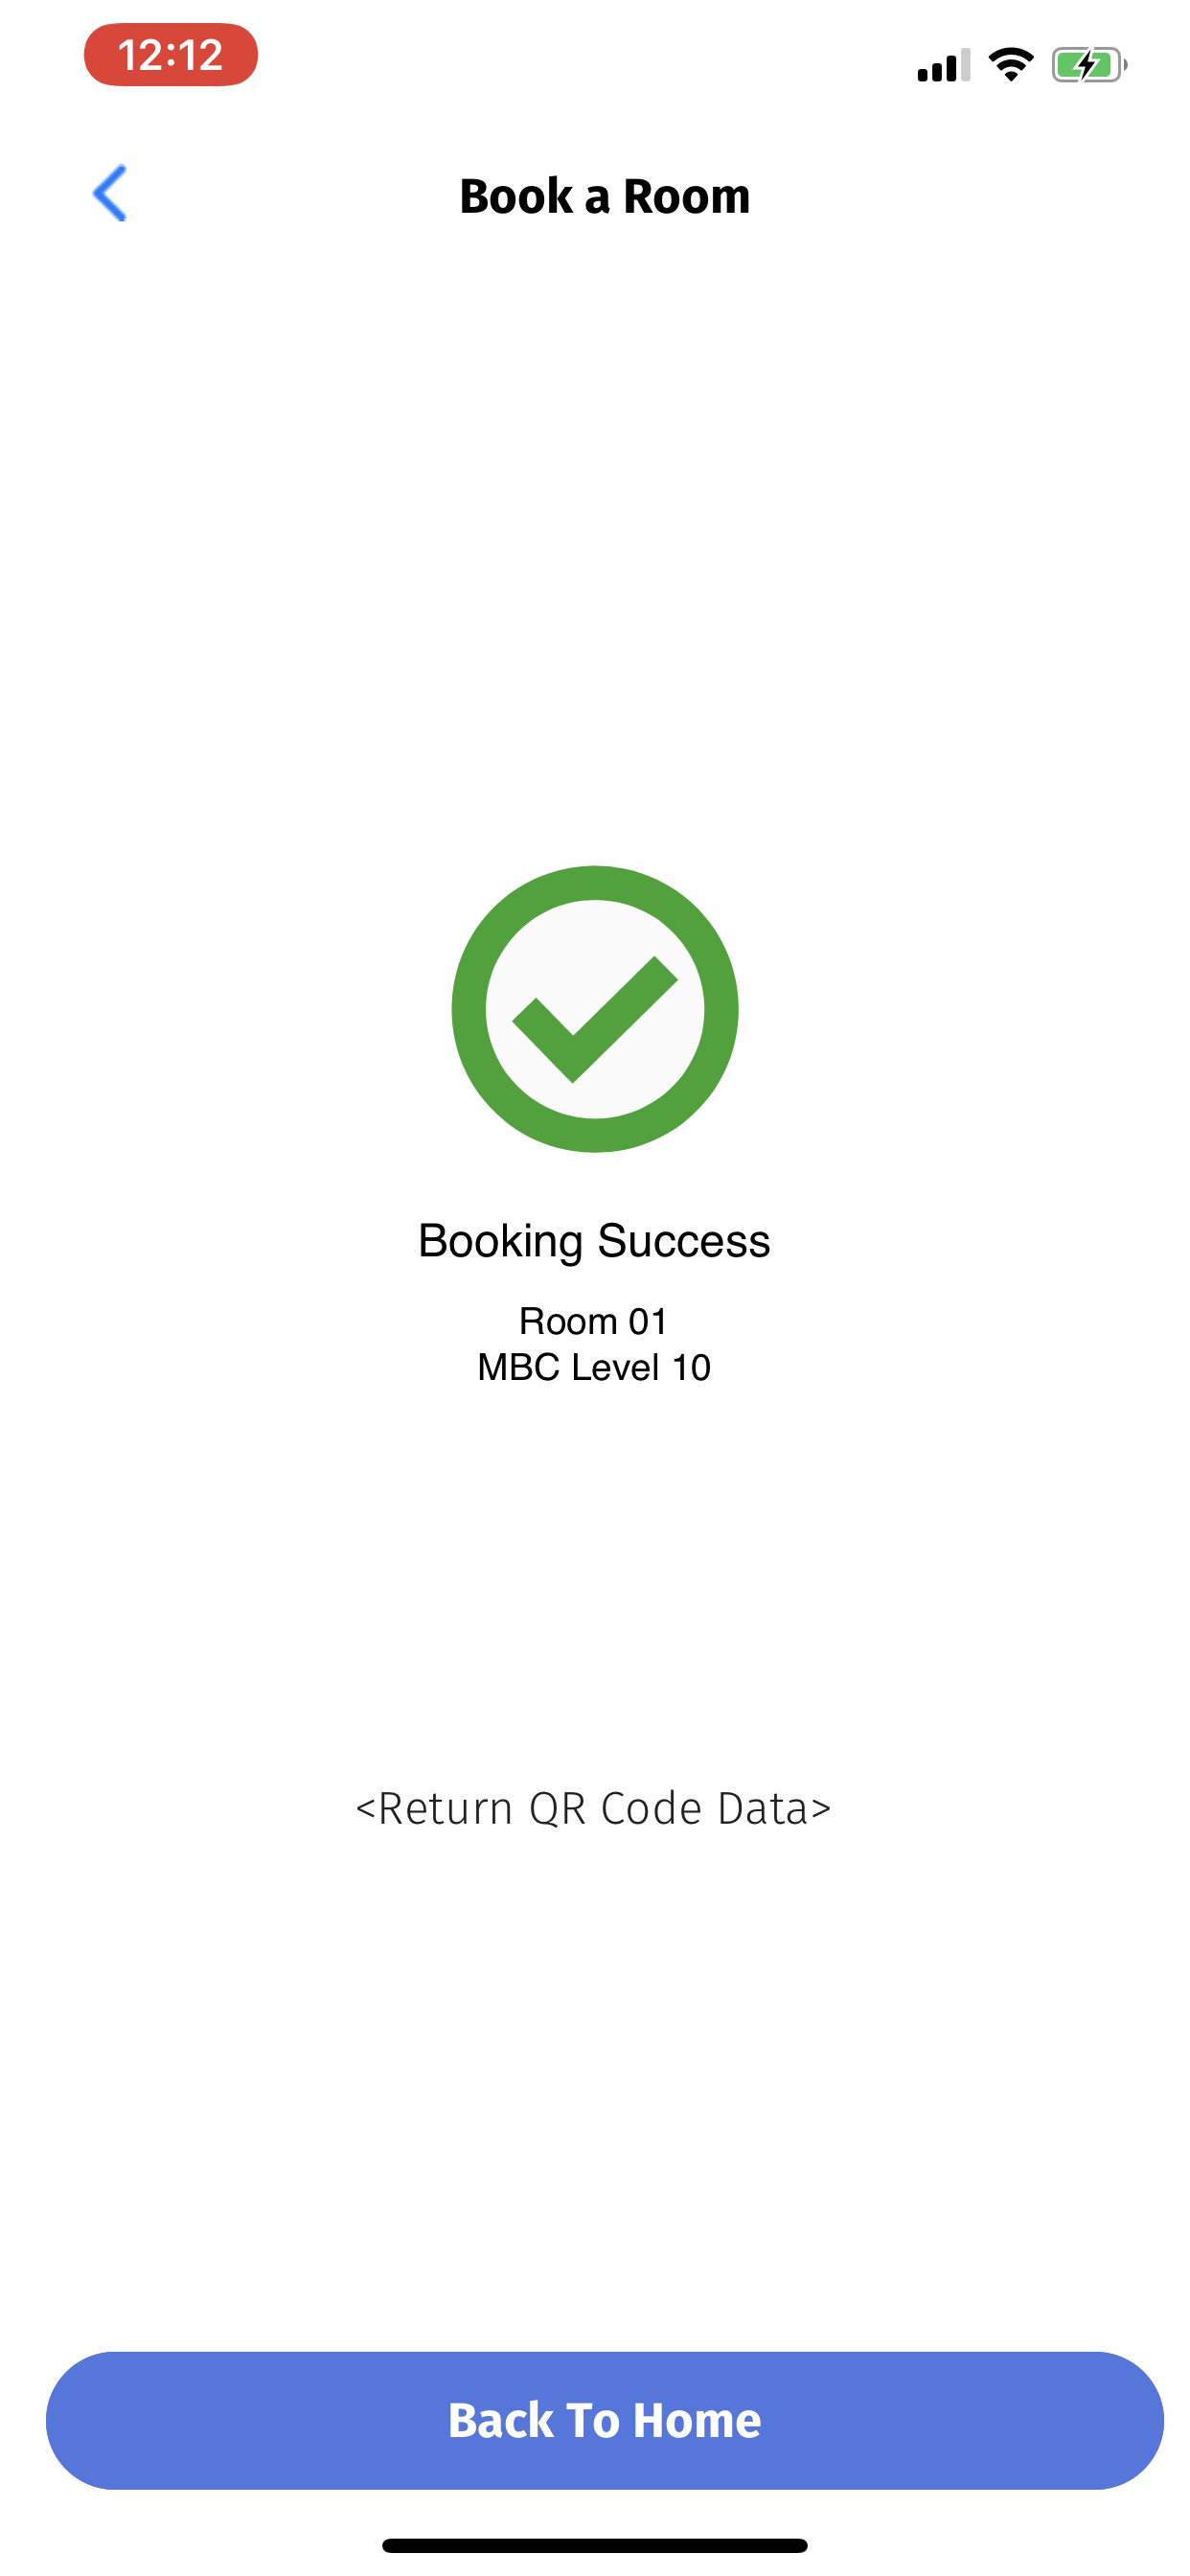 12:12
Book a Room
Booking Success
Room 01
MBC Level 10
<Return QR Code Data>
Back To Home